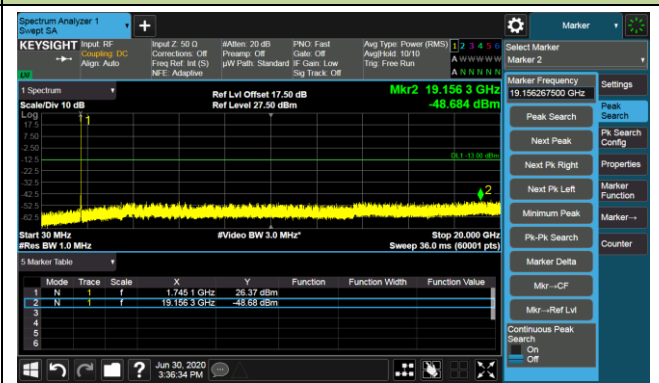 Spectrum Analyzer 1
Swept SA
+
Marker
KEYSIGHT
Input: RF
Coupling: DC
Align: Auto
Input Z: 50 Ω
Corrections: Off
Freq Ref: Int (S)
NFE: Adaptive
#Atten: 20 dB
Preamp: Off
µW Path: Standard
PNO: Fast
Gate: Off
IF Gain: Low
Sig Track: Off
Avg Type: Power (RMS)
Avg|Hold: 10/10
Trig: Free Run
1 2 3 4 5 6
A W W W W W
A N N N N N
Select Marker
Marker 2
1 Spectrum
Scale/Div 10 dB
Ref Lvl Offset 17.50 dB
Ref Level 27.50 dBm
Mkr2 19.156 3 GHz
-48.684 dBm
Log
17.5
7.50
-2.50
-12.5
-22.5
-32.5
-42.5
-52.5
-62.5
1
DL1 -13.00 dBm
2
Start 30 MHz
#Res BW 1.0 MHz
#Video BW 3.0 MHz*
Stop 20.000 GHz
Sweep 36.0 ms (60001 pts)
5 Marker Table
Mode Trace Scale X Y Function Function Width Function Value
1 N 1 f 1.745 1 GHz 26.37 dBm
2 N 1 f 19.156 3 GHz -48.68 dBm
3
4
5
6
Marker Frequency
19.156267500 GHz
Peak Search
Next Peak
Next Pk Right
Next Pk Left
Minimum Peak
Pk-Pk Search
Marker Delta
Mkr→CF
Mkr→Ref Lvl
Continuous Peak
Search
On
Off
Settings
Peak
Search
Pk Search
Config
Properties
Marker
Function
Marker→
Counter
?
Jun 30, 2020
3:36:34 PM